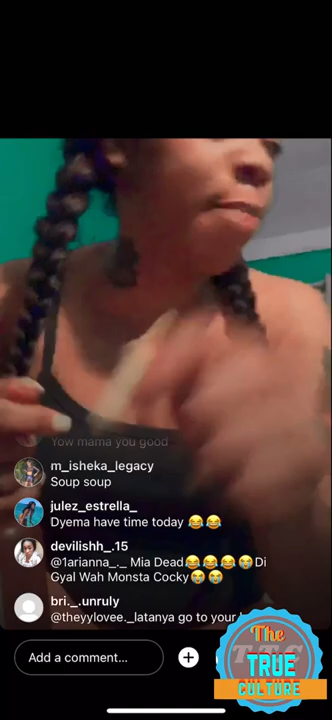 Yow mama you good
m_isheka_legacy
Soup soup
julez_estrella_
Dyema have time today 😂😂
devilishh_.15
@1arianna_._ Mia Dead😂😂😂😭Di
Gyal Wah Monsta Cocky😭😭
bri._.unruly
@theyylovee._latanya go to your
Add a comment...
The
TRUE
CULTURE